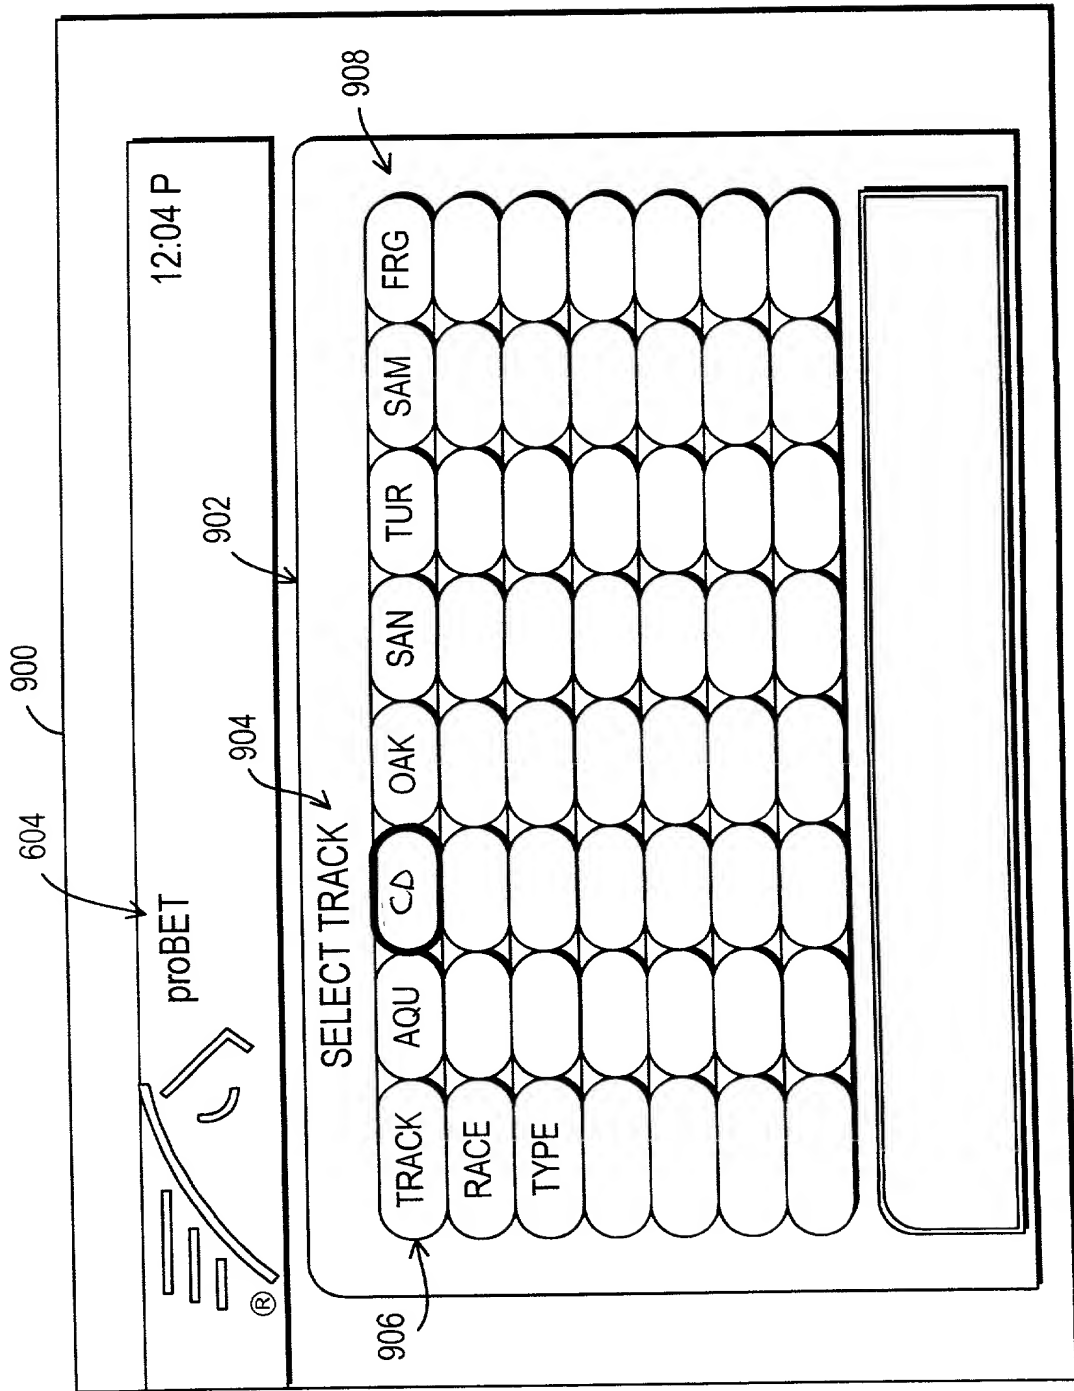 900
604
proBET
12:04 P
®
902
904
SELECT TRACK
908
906
TRACK AQU CD OAK SAN TUR SAM FRG
RACE
TYPE